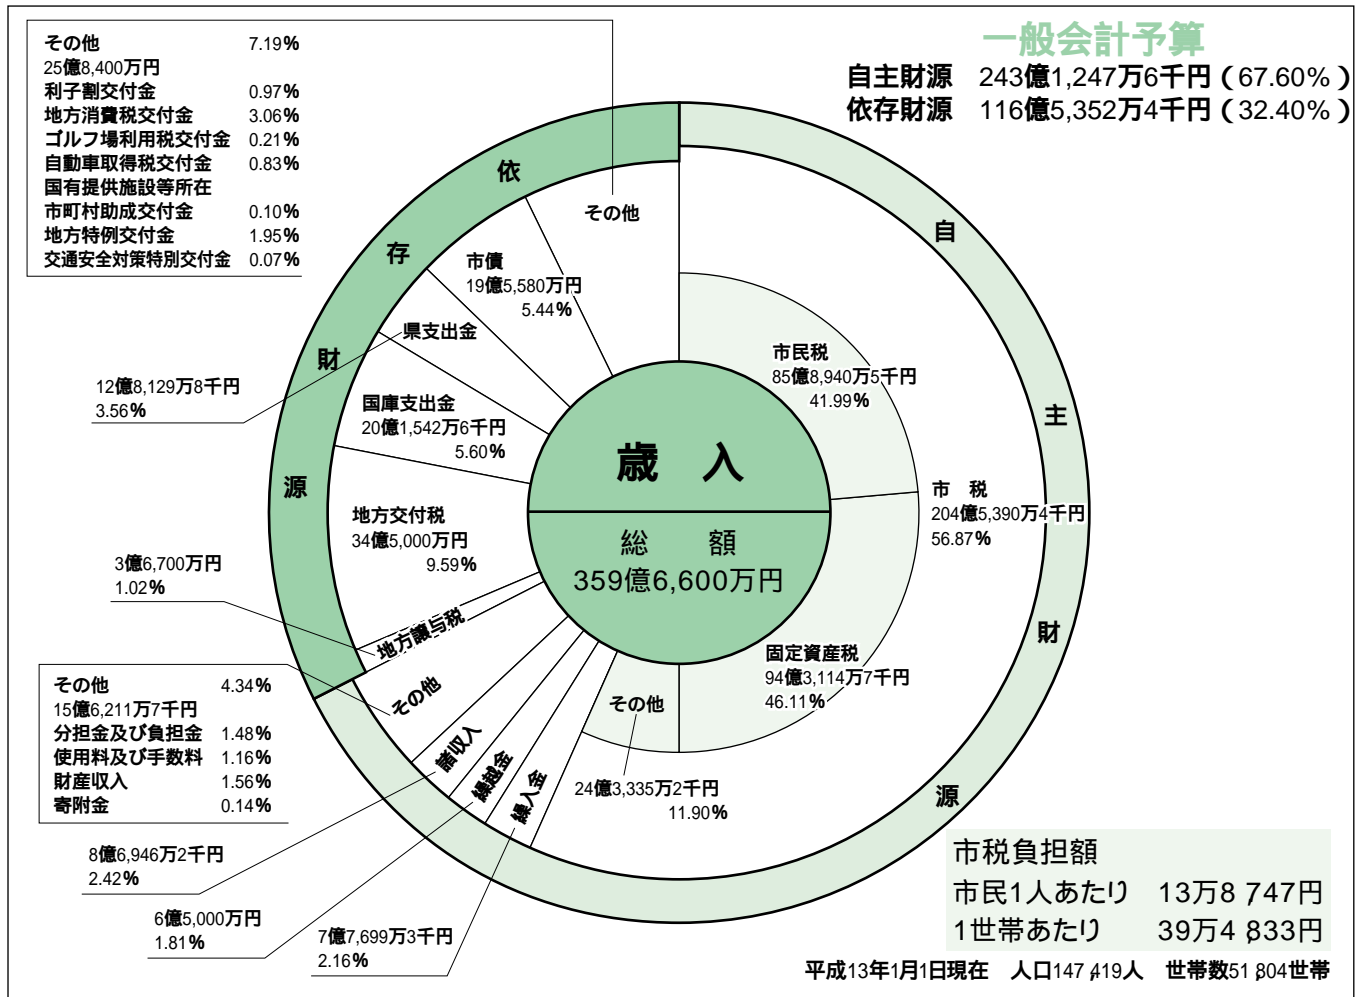 一般会計予算
自主財源 243億1,247万6千円(67.60%)
依存財源 116億5,352万4千円(32.40%)
その他 7.19%
25億8,400万円
利子割交付金 0.97%
地方消費税交付金 3.06%
ゴルフ場利用税交付金 0.21%
自動車取得税交付金 0.83%
国有提供施設等所在
市町村助成交付金 0.10%
地方特例交付金 1.95%
交通安全対策特別交付金 0.07%
依存財源
自主財源
その他
市債
19億5,580万円
5.44%
県支出金
12億8,129万8千円
3.56%
国庫支出金
20億1,542万6千円
5.60%
地方交付税
34億5,000万円
9.59%
3億6,700万円
1.02%
地方譲与税
その他
その他 4.34%
15億6,211万7千円
分担金及び負担金 1.48%
使用料及び手数料 1.16%
財産収入 1.56%
寄附金 0.14%
諸収入
8億6,946万2千円
2.42%
繰越金
6億5,000万円
1.81%
繰入金
7億7,699万3千円
2.16%
歳入
総額
359億6,600万円
市民税
85億8,940万5千円
41.99%
市税
204億5,390万4千円
56.87%
固定資産税
94億3,114万7千円
46.11%
その他
24億3,335万2千円
11.90%
市税負担額
市民1人あたり 13万8,747円
1世帯あたり 39万4,833円
平成13年1月1日現在 人口147,419人 世帯数51,804世帯